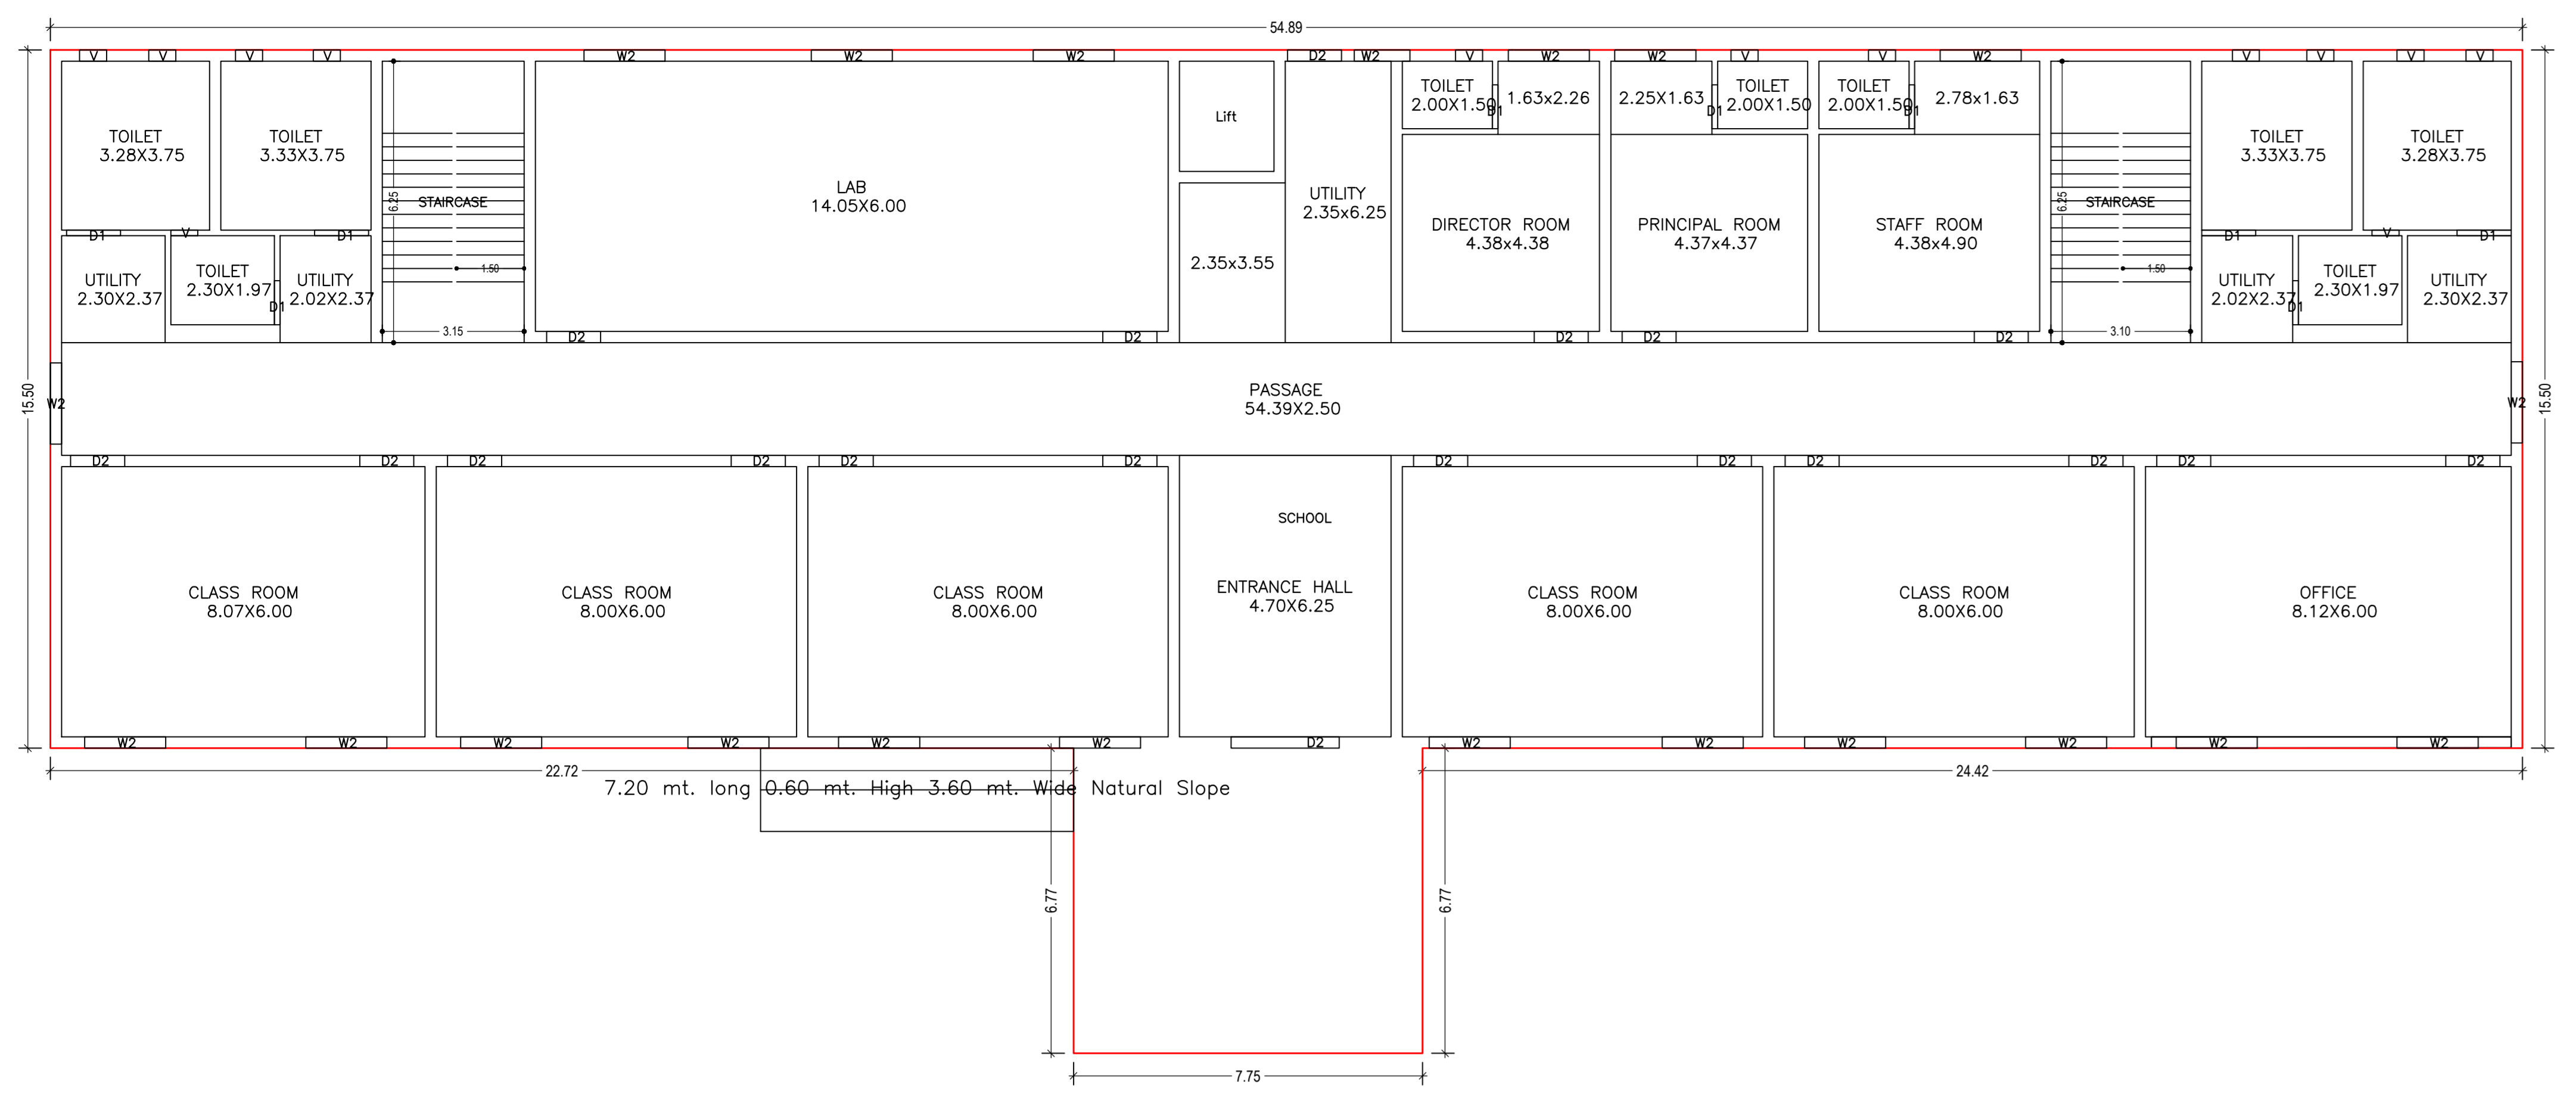 54.89
V V V V W2 W2 W2 D2 W2 V W2 W2 V V W2 V V V V
TOILET
3.28X3.75
TOILET
3.33X3.75
6.25
STAIRCASE
1.50
3.15
LAB
14.05X6.00
Lift
2.35x3.55
UTILITY
2.35x6.25
TOILET
2.00X1.50
D1
1.63x2.26
2.25X1.63
D1
TOILET
2.00X1.50
TOILET
2.00X1.50
D1
2.78x1.63
DIRECTOR ROOM
4.38x4.38
PRINCIPAL ROOM
4.37x4.37
STAFF ROOM
4.38x4.90
6.25
STAIRCASE
1.50
3.10
TOILET
3.33X3.75
TOILET
3.28X3.75
D1 V D1
UTILITY
2.30X2.37
TOILET
2.30X1.97
D1
UTILITY
2.02X2.37
D1 V D1
UTILITY
2.02X2.37
D1
TOILET
2.30X1.97
UTILITY
2.30X2.37
D2 D2 D2 D2 D2
15.50
W2
PASSAGE
54.39X2.50
W2
15.50
D2 D2 D2 D2 D2 D2 D2 D2 D2 D2 D2 D2
SCHOOL
CLASS ROOM
8.07X6.00
CLASS ROOM
8.00X6.00
CLASS ROOM
8.00X6.00
ENTRANCE HALL
4.70X6.25
CLASS ROOM
8.00X6.00
CLASS ROOM
8.00X6.00
OFFICE
8.12X6.00
W2 W2 W2 W2 W2 W2 D2 W2 W2 W2 W2 W2 W2
22.72
24.42
7.20 mt. long 0.60 mt. High 3.60 mt. Wide Natural Slope
6.77
6.77
7.75